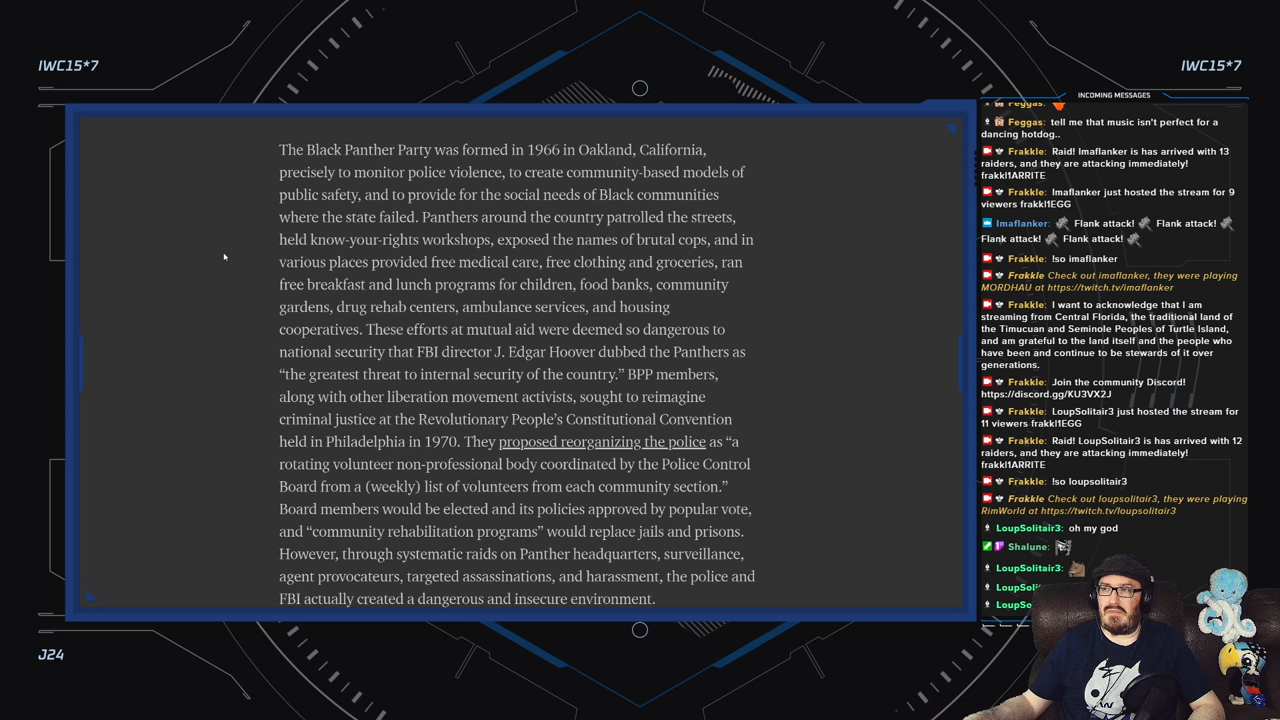 IWC15*7
IWC15*7
The Black Panther Party was formed in 1966 in Oakland, California,
precisely to monitor police violence, to create community-based models of
public safety, and to provide for the social needs of Black communities
where the state failed. Panthers around the country patrolled the streets,
held know-your-rights workshops, exposed the names of brutal cops, and in
various places provided free medical care, free clothing and groceries, ran
free breakfast and lunch programs for children, food banks, community
gardens, drug rehab centers, ambulance services, and housing
cooperatives. These efforts at mutual aid were deemed so dangerous to
national security that FBI director J. Edgar Hoover dubbed the Panthers as
“the greatest threat to internal security of the country.” BPP members,
along with other liberation movement activists, sought to reimagine
criminal justice at the Revolutionary People’s Constitutional Convention
held in Philadelphia in 1970. They proposed reorganizing the police as “a
rotating volunteer non-professional body coordinated by the Police Control
Board from a (weekly) list of volunteers from each community section.”
Board members would be elected and its policies approved by popular vote,
and “community rehabilitation programs” would replace jails and prisons.
However, through systematic raids on Panther headquarters, surveillance,
agent provocateurs, targeted assassinations, and harassment, the police and
FBI actually created a dangerous and insecure environment.
J24
INCOMING MESSAGES
Feggas:
Feggas: tell me that music isn't perfect for a
dancing hotdog..
Frakkle: Raid! Imaflanker is has arrived with 13
raiders, and they are attacking immediately!
frakkl1ARRITE
Frakkle: Imaflanker just hosted the stream for 9
viewers frakkl1EGG
Imaflanker: Flank attack! Flank attack!
Flank attack! Flank attack!
Frakkle: !so imaflanker
Frakkle Check out imaflanker, they were playing
MORDHAU at https://twitch.tv/imaflanker
Frakkle: I want to acknowledge that I am
streaming from Central Florida, the traditional land of
the Timucuan and Seminole Peoples of Turtle Island,
and am grateful to the land itself and the people who
have been and continue to be stewards of it over
generations.
Frakkle: Join the community Discord!
https://discord.gg/KU3VX2J
Frakkle: LoupSolitair3 just hosted the stream for
11 viewers frakkl1EGG
Frakkle: Raid! LoupSolitair3 is has arrived with 12
raiders, and they are attacking immediately!
frakkl1ARRITE
Frakkle: !so loupsolitair3
Frakkle Check out loupsolitair3, they were playing
RimWorld at https://twitch.tv/loupsolitair3
LoupSolitair3: oh my god
Shalune:
LoupSolitair3:
LoupSolit
LoupSo